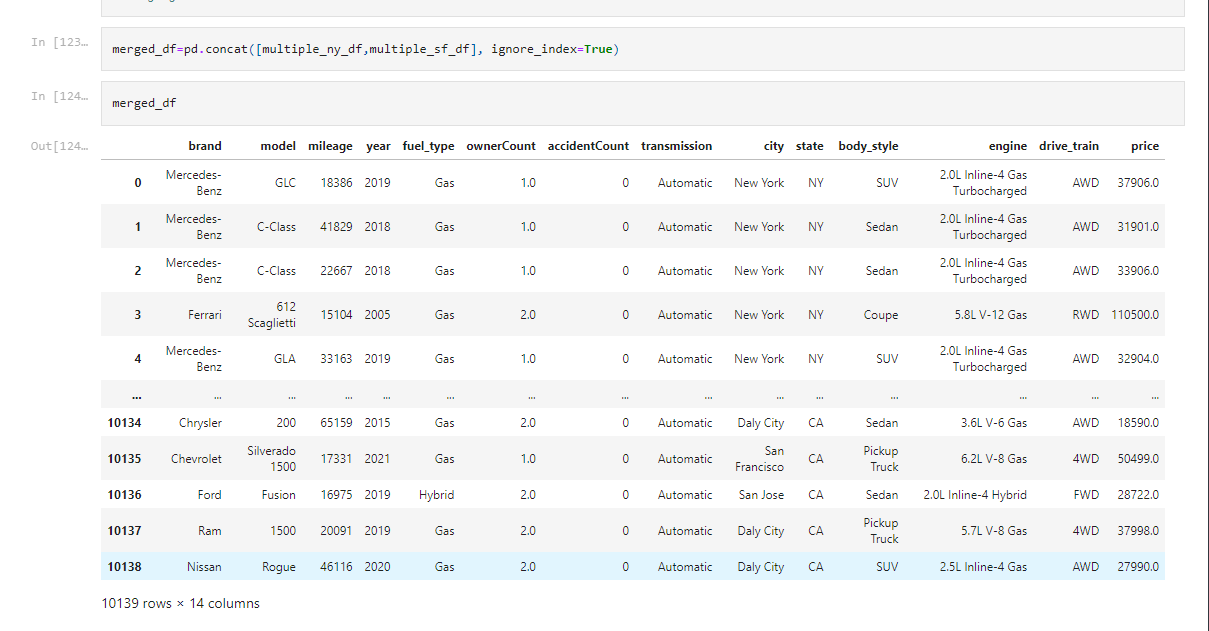 In [123…
merged_df=pd.concat([multiple_ny_df,multiple_sf_df], ignore_index=True)
In [124…
merged_df
Out[124…
brand model mileage year fuel_type ownerCount accidentCount transmission city state body_style engine drive_train price
0 Mercedes-Benz GLC 18386 2019 Gas 1.0 0 Automatic New York NY SUV 2.0L Inline-4 Gas Turbocharged AWD 37906.0
1 Mercedes-Benz C-Class 41829 2018 Gas 1.0 0 Automatic New York NY Sedan 2.0L Inline-4 Gas Turbocharged AWD 31901.0
2 Mercedes-Benz C-Class 22667 2018 Gas 1.0 0 Automatic New York NY Sedan 2.0L Inline-4 Gas Turbocharged AWD 33906.0
3 Ferrari 612 Scaglietti 15104 2005 Gas 2.0 0 Automatic New York NY Coupe 5.8L V-12 Gas RWD 110500.0
4 Mercedes-Benz GLA 33163 2019 Gas 1.0 0 Automatic New York NY SUV 2.0L Inline-4 Gas Turbocharged AWD 32904.0
... ... ... ... ... ... ... ... ... ... ... ... ... ... ...
10134 Chrysler 200 65159 2015 Gas 2.0 0 Automatic Daly City CA Sedan 3.6L V-6 Gas AWD 18590.0
10135 Chevrolet Silverado 1500 17331 2021 Gas 1.0 0 Automatic San Francisco CA Pickup Truck 6.2L V-8 Gas 4WD 50499.0
10136 Ford Fusion 16975 2019 Hybrid 2.0 0 Automatic San Jose CA Sedan 2.0L Inline-4 Hybrid FWD 28722.0
10137 Ram 1500 20091 2019 Gas 2.0 0 Automatic Daly City CA Pickup Truck 5.7L V-8 Gas 4WD 37998.0
10138 Nissan Rogue 46116 2020 Gas 2.0 0 Automatic Daly City CA SUV 2.5L Inline-4 Gas AWD 27990.0
10139 rows × 14 columns